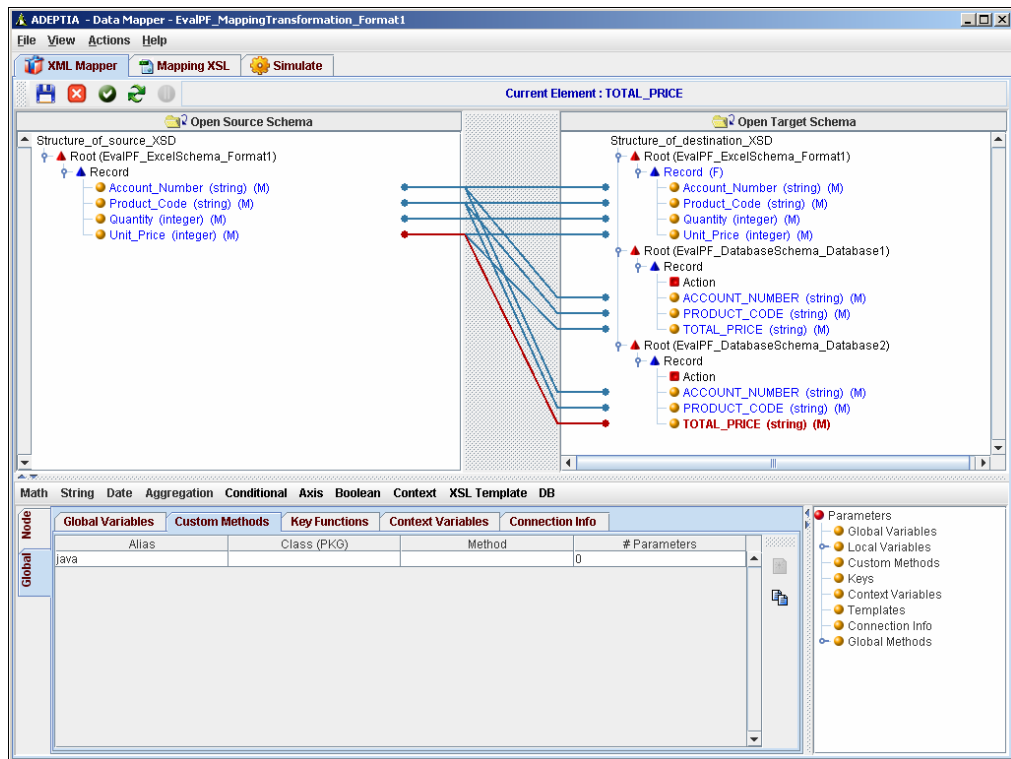 ADEPTIA - Data Mapper - EvalPF_MappingTransformation_Format1
File View Actions Help
XML Mapper Mapping XSL Simulate
Current Element : TOTAL_PRICE
Open Source Schema
Structure_of_source_XSD
Root (EvalPF_ExcelSchema_Format1)
Record
Account_Number (string) (M)
Product_Code (string) (M)
Quantity (integer) (M)
Unit_Price (integer) (M)
Open Target Schema
Structure_of_destination_XSD
Root (EvalPF_ExcelSchema_Format1)
Record (F)
Account_Number (string) (M)
Product_Code (string) (M)
Quantity (integer) (M)
Unit_Price (integer) (M)
Root (EvalPF_DatabaseSchema_Database1)
Record
Action
ACCOUNT_NUMBER (string) (M)
PRODUCT_CODE (string) (M)
TOTAL_PRICE (string) (M)
Root (EvalPF_DatabaseSchema_Database2)
Record
Action
ACCOUNT_NUMBER (string) (M)
PRODUCT_CODE (string) (M)
TOTAL_PRICE (string) (M)
Math String Date Aggregation Conditional Axis Boolean Context XSL Template DB
Node
Global
Global Variables Custom Methods Key Functions Context Variables Connection Info
Alias Class (PKG) Method # Parameters
java 0
Parameters
Global Variables
Local Variables
Custom Methods
Keys
Context Variables
Templates
Connection Info
Global Methods